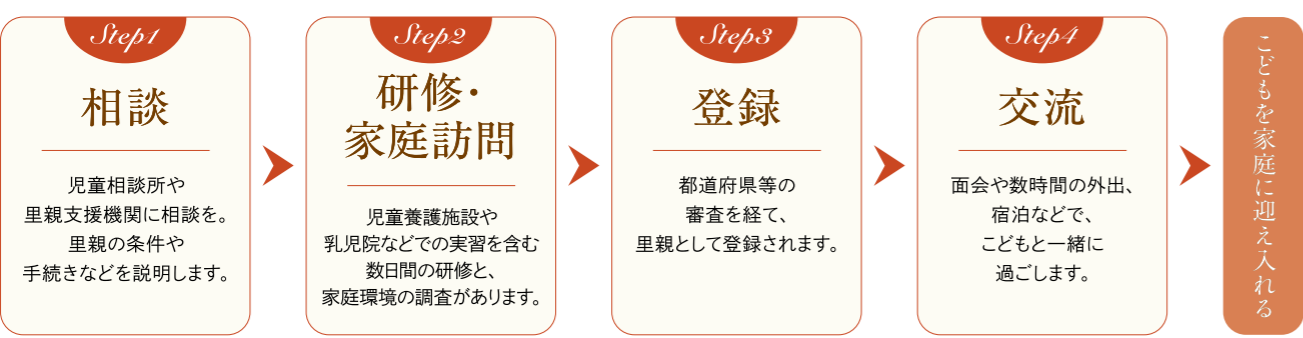 Step1
相談
児童相談所や
里親支援機関に相談を。
里親の条件や
手続きなどを説明します。
Step2
研修・
家庭訪問
児童養護施設や
乳児院などでの実習を含む
数日間の研修と、
家庭環境の調査があります。
Step3
登録
都道府県等の
審査を経て、
里親として登録されます。
Step4
交流
面会や数時間の外出、
宿泊などで、
こどもと一緒に
過ごします。
こどもを家庭に迎え入れる